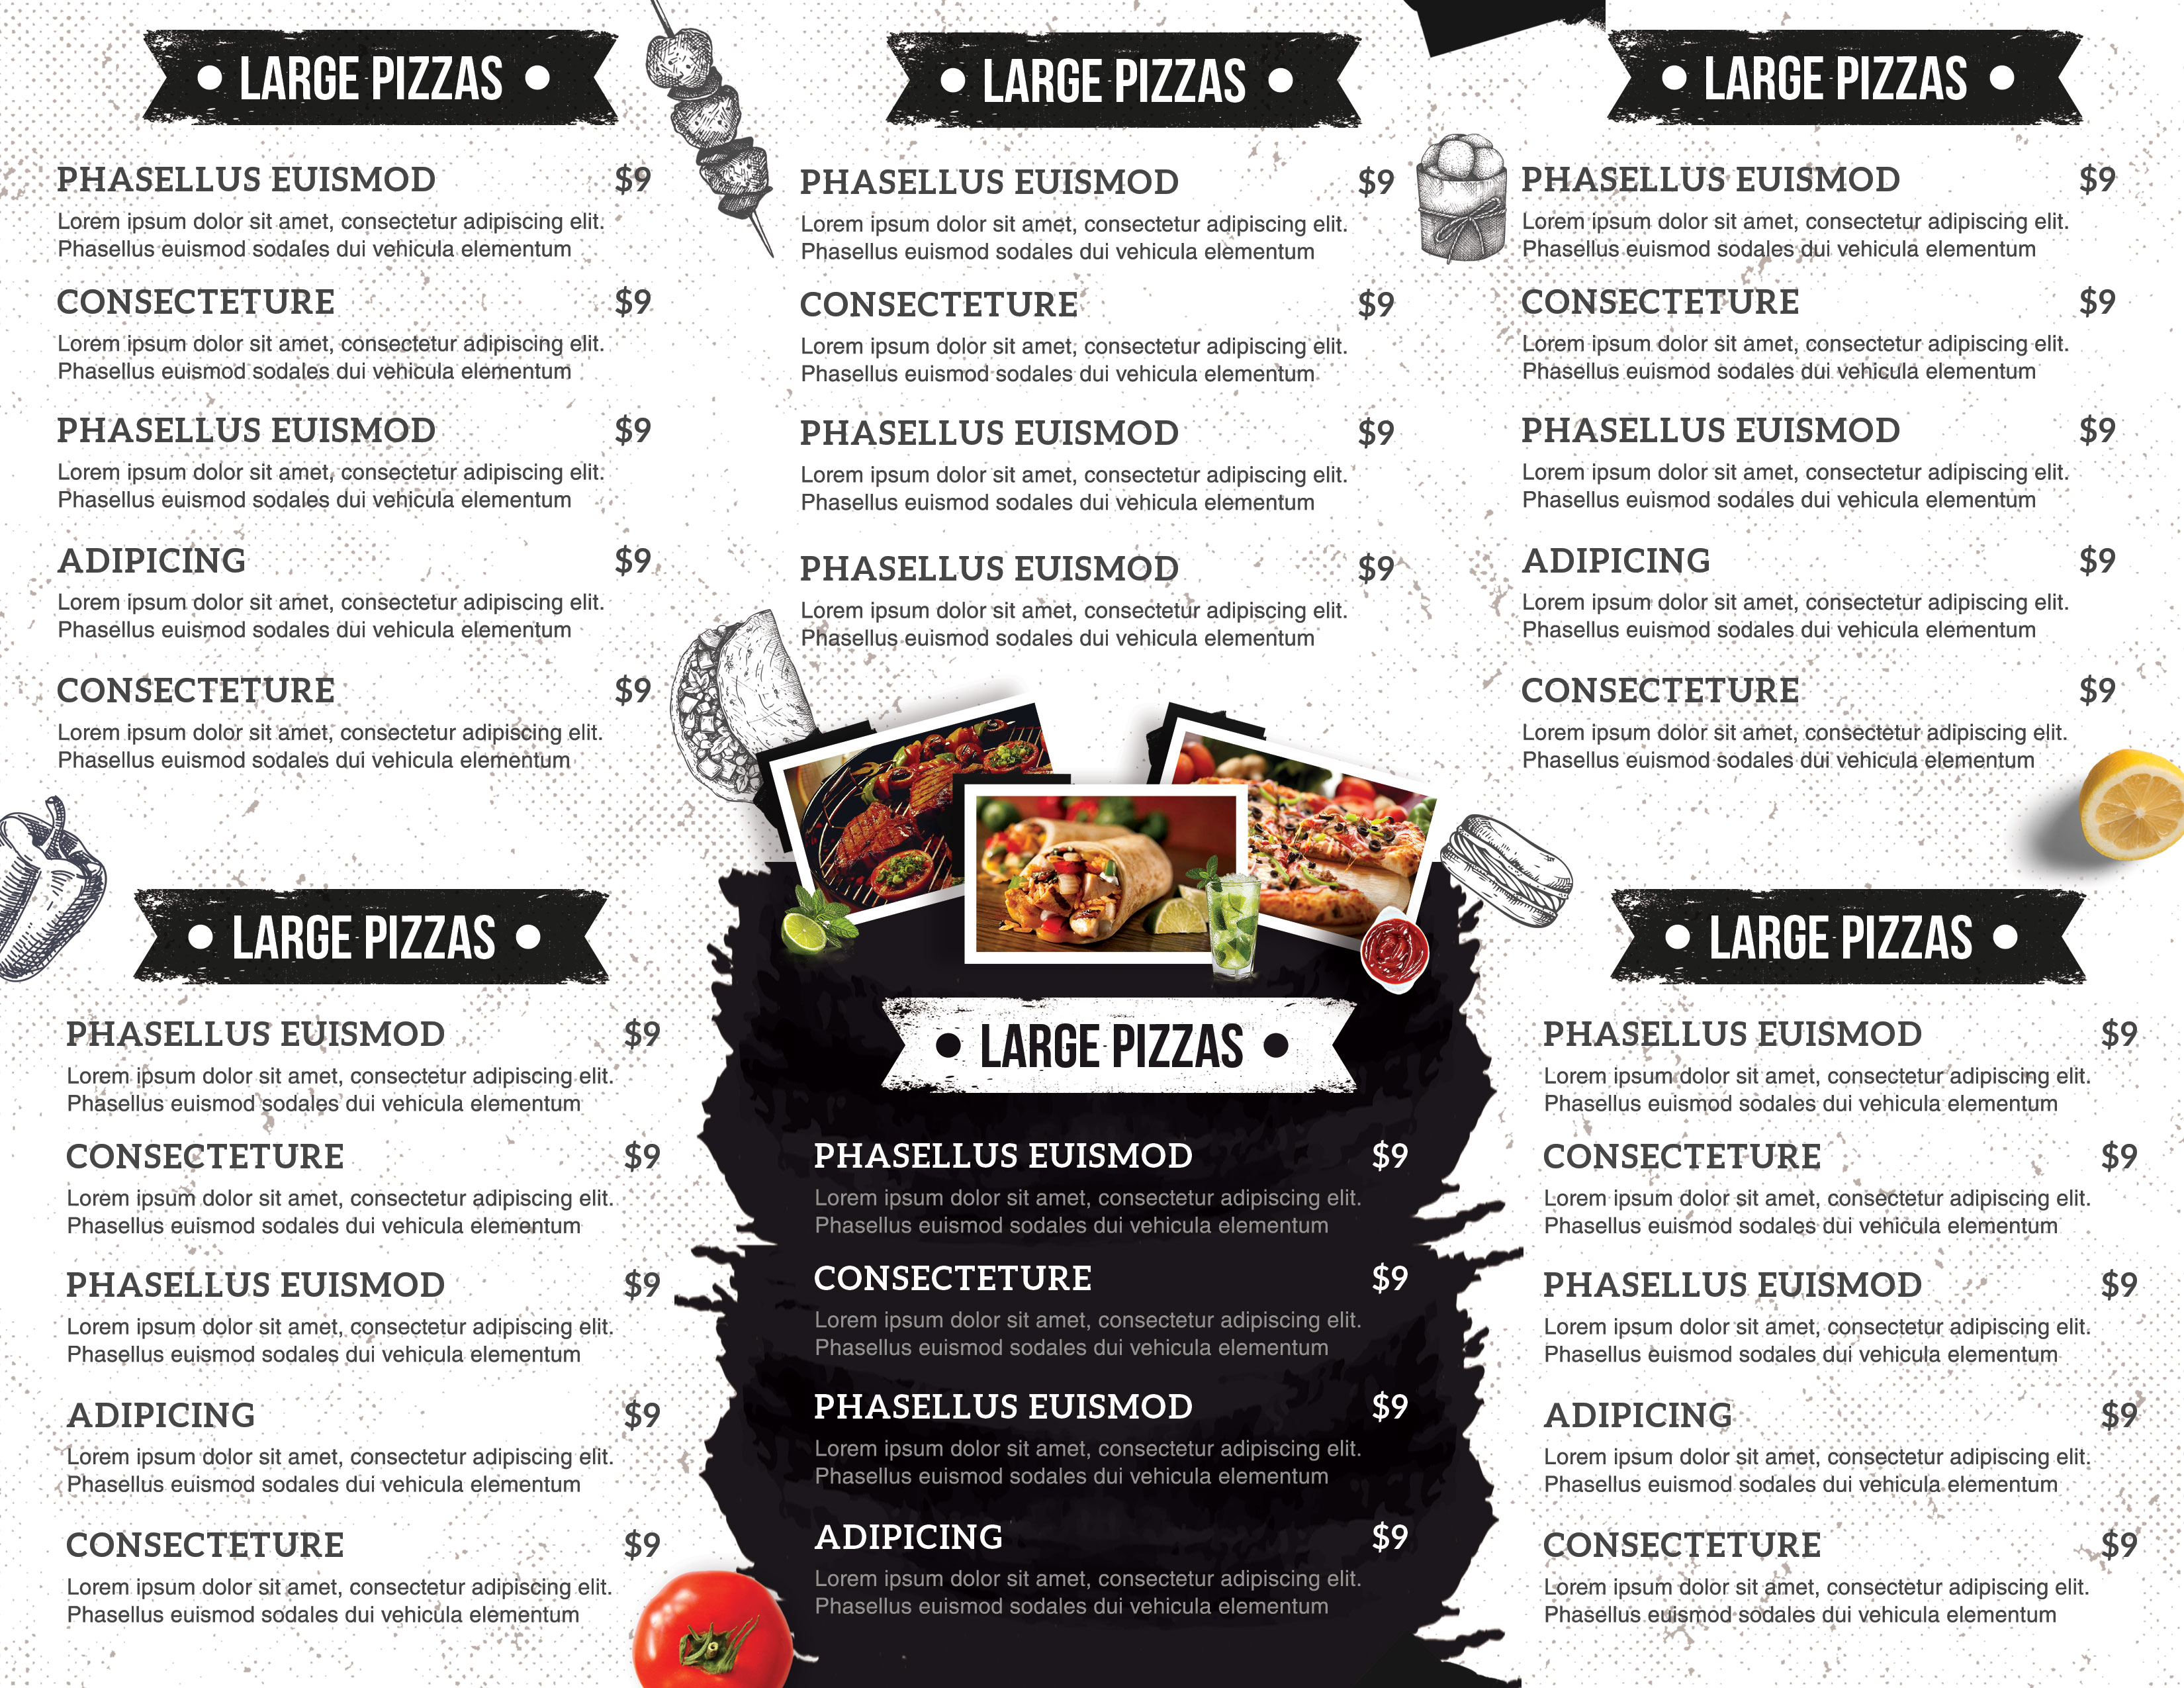 LARGE PIZZAS
PHASELLUS EUISMOD $9
Lorem ipsum dolor sit amet, consectetur adipiscing elit.
Phasellus euismod sodales dui vehicula elementum
CONSECTETURE $9
Lorem ipsum dolor sit amet, consectetur adipiscing elit.
Phasellus euismod sodales dui vehicula elementum
PHASELLUS EUISMOD $9
Lorem ipsum dolor sit amet, consectetur adipiscing elit.
Phasellus euismod sodales dui vehicula elementum
ADIPICING $9
Lorem ipsum dolor sit amet, consectetur adipiscing elit.
Phasellus euismod sodales dui vehicula elementum
CONSECTETURE $9
Lorem ipsum dolor sit amet, consectetur adipiscing elit.
Phasellus euismod sodales dui vehicula elementum
LARGE PIZZAS
PHASELLUS EUISMOD $9
Lorem ipsum dolor sit amet, consectetur adipiscing elit.
Phasellus euismod sodales dui vehicula elementum
CONSECTETURE $9
Lorem ipsum dolor sit amet, consectetur adipiscing elit.
Phasellus euismod sodales dui vehicula elementum
PHASELLUS EUISMOD $9
Lorem ipsum dolor sit amet, consectetur adipiscing elit.
Phasellus euismod sodales dui vehicula elementum
ADIPICING $9
Lorem ipsum dolor sit amet, consectetur adipiscing elit.
Phasellus euismod sodales dui vehicula elementum
CONSECTETURE $9
Lorem ipsum dolor sit amet, consectetur adipiscing elit.
Phasellus euismod sodales dui vehicula elementum
LARGE PIZZAS
PHASELLUS EUISMOD $9
Lorem ipsum dolor sit amet, consectetur adipiscing elit.
Phasellus euismod sodales dui vehicula elementum
CONSECTETURE $9
Lorem ipsum dolor sit amet, consectetur adipiscing elit.
Phasellus euismod sodales dui vehicula elementum
PHASELLUS EUISMOD $9
Lorem ipsum dolor sit amet, consectetur adipiscing elit.
Phasellus euismod sodales dui vehicula elementum
PHASELLUS EUISMOD $9
Lorem ipsum dolor sit amet, consectetur adipiscing elit.
Phasellus euismod sodales dui vehicula elementum
LARGE PIZZAS
PHASELLUS EUISMOD $9
Lorem ipsum dolor sit amet, consectetur adipiscing elit.
Phasellus euismod sodales dui vehicula elementum
CONSECTETURE $9
Lorem ipsum dolor sit amet, consectetur adipiscing elit.
Phasellus euismod sodales dui vehicula elementum
PHASELLUS EUISMOD $9
Lorem ipsum dolor sit amet, consectetur adipiscing elit.
Phasellus euismod sodales dui vehicula elementum
ADIPICING $9
Lorem ipsum dolor sit amet, consectetur adipiscing elit.
Phasellus euismod sodales dui vehicula elementum
LARGE PIZZAS
PHASELLUS EUISMOD $9
Lorem ipsum dolor sit amet, consectetur adipiscing elit.
Phasellus euismod sodales dui vehicula elementum
CONSECTETURE $9
Lorem ipsum dolor sit amet, consectetur adipiscing elit.
Phasellus euismod sodales dui vehicula elementum
PHASELLUS EUISMOD $9
Lorem ipsum dolor sit amet, consectetur adipiscing elit.
Phasellus euismod sodales dui vehicula elementum
ADIPICING $9
Lorem ipsum dolor sit amet, consectetur adipiscing elit.
Phasellus euismod sodales dui vehicula elementum
CONSECTETURE $9
Lorem ipsum dolor sit amet, consectetur adipiscing elit.
Phasellus euismod sodales dui vehicula elementum
LARGE PIZZAS
PHASELLUS EUISMOD $9
Lorem ipsum dolor sit amet, consectetur adipiscing elit.
Phasellus euismod sodales dui vehicula elementum
CONSECTETURE $9
Lorem ipsum dolor sit amet, consectetur adipiscing elit.
Phasellus euismod sodales dui vehicula elementum
PHASELLUS EUISMOD $9
Lorem ipsum dolor sit amet, consectetur adipiscing elit.
Phasellus euismod sodales dui vehicula elementum
ADIPICING $9
Lorem ipsum dolor sit amet, consectetur adipiscing elit.
Phasellus euismod sodales dui vehicula elementum
CONSECTETURE $9
Lorem ipsum dolor sit amet, consectetur adipiscing elit.
Phasellus euismod sodales dui vehicula elementum